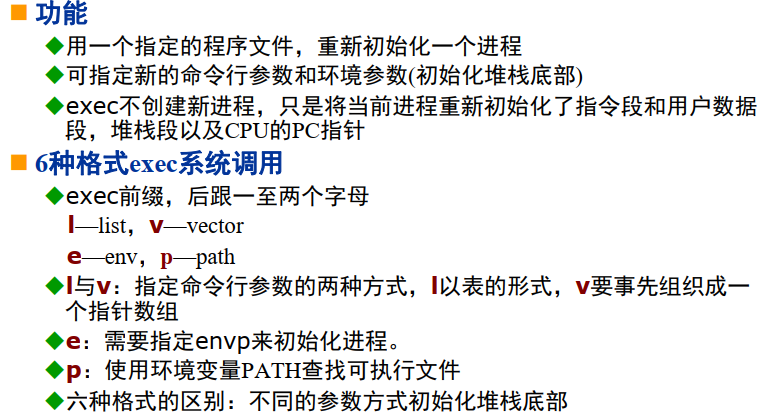 功能
用一个指定的程序文件，重新初始化一个进程
可指定新的命令行参数和环境参数(初始化堆栈底部)
exec不创建新进程，只是将当前进程重新初始化了指令段和用户数据
段，堆栈段以及CPU的PC指针
6种格式exec系统调用
exec前缀，后跟一至两个字母
l—list，v—vector
e—env，p—path
l与v：指定命令行参数的两种方式，l以表的形式，v要事先组织成一
个指针数组
e：需要指定envp来初始化进程。
p：使用环境变量PATH查找可执行文件
六种格式的区别：不同的参数方式初始化堆栈底部